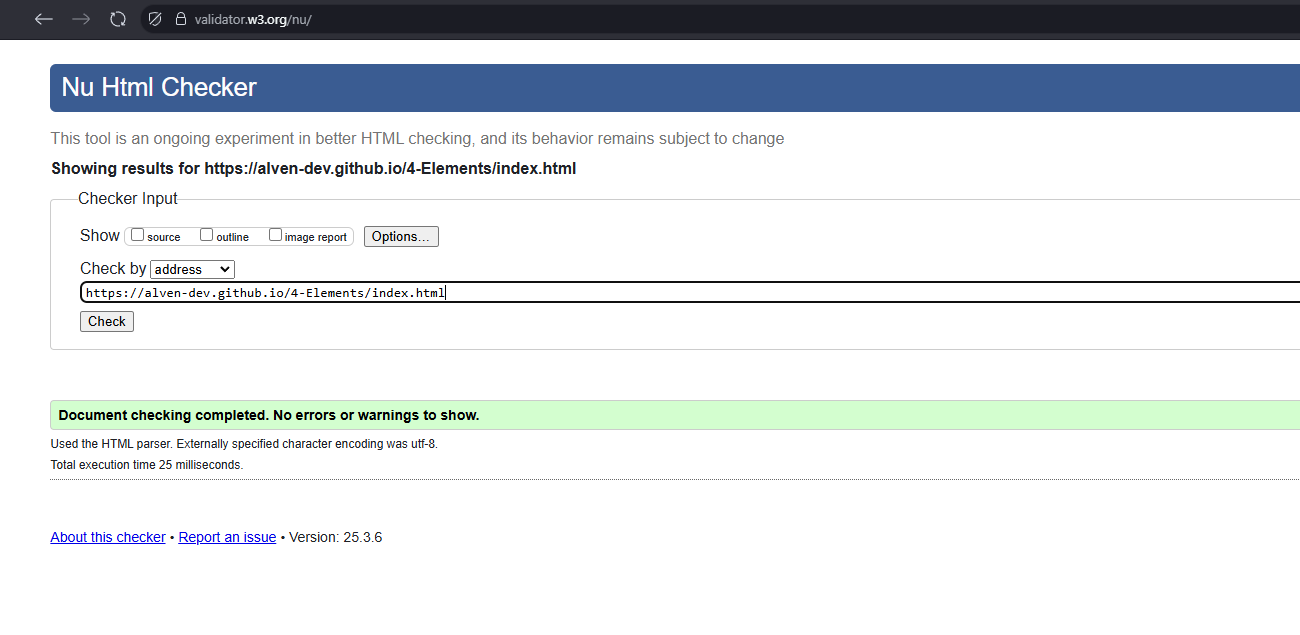 validator.w3.org/nu/
Nu Html Checker
This tool is an ongoing experiment in better HTML checking, and its behavior remains subject to change
Showing results for https://alven-dev.github.io/4-Elements/index.html
Checker Input
Show source outline image report Options...
Check by address
https://alven-dev.github.io/4-Elements/index.html
Check
Document checking completed. No errors or warnings to show.
Used the HTML parser. Externally specified character encoding was utf-8.
Total execution time 25 milliseconds.
About this checker • Report an issue • Version: 25.3.6